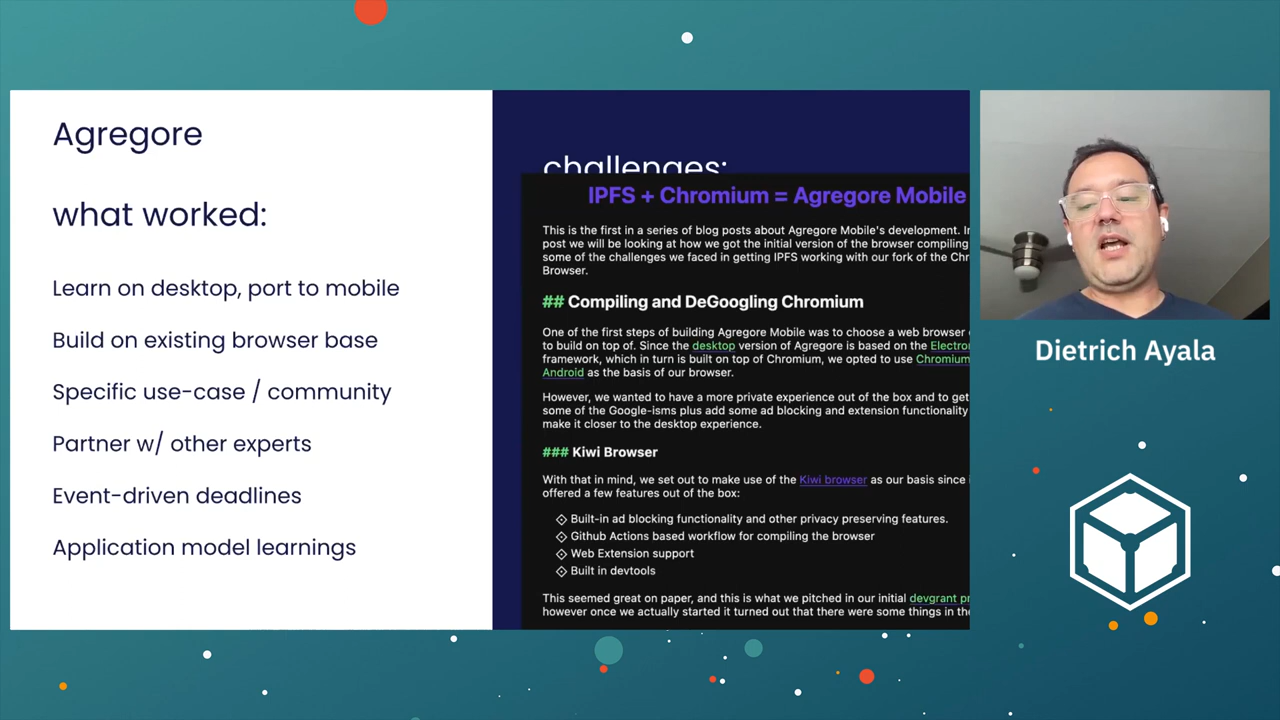 Agregore
what worked:
Learn on desktop, port to mobile
Build on existing browser base
Specific use-case / community
Partner w/ other experts
Event-driven deadlines
Application model learnings
challenges:
IPFS + Chromium = Agregore Mobile
This is the first in a series of blog posts about Agregore Mobile's development. In
post we will be looking at how we got the initial version of the browser compiling
some of the challenges we faced in getting IPFS working with our fork of the
Browser.
## Compiling and DeGoogling Chromium
One of the first steps of building Agregore Mobile was to choose a web browser
to build on top of. Since the desktop version of Agregore is based on the
framework, which in turn is built on top of Chromium, we opted to use Chromium
Android as the basis of our browser.
However, we wanted to have a more private experience out of the box and to get
some of the Google-isms plus add some ad blocking and extension functionality
make it closer to the desktop experience.
### Kiwi Browser
With that in mind, we set out to make use of the Kiwi browser as our basis since
offered a few features out of the box:
Built-in ad blocking functionality and other privacy preserving features.
Github Actions based workflow for compiling the browser
Web Extension support
Built in devtools
This seemed great on paper, and this is what we pitched in our initial devgrant
however once we actually started it turned out that there were some things in the
Dietrich Ayala